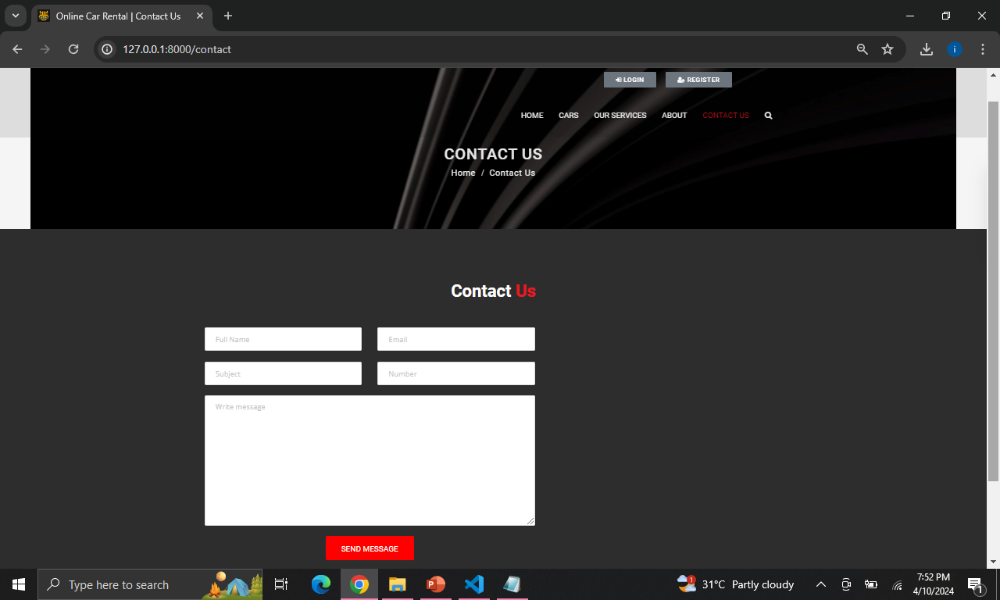 Online Car Rental | Contact Us
127.0.0.1:8000/contact
i
LOGIN REGISTER
HOME CARS OUR SERVICES ABOUT CONTACT US
CONTACT US
Home / Contact Us
Contact Us
Full Name Email
Subject Number
Write message
SEND MESSAGE
Type here to search
1
31°C Partly cloudy
7:52 PM
4/10/2024
1